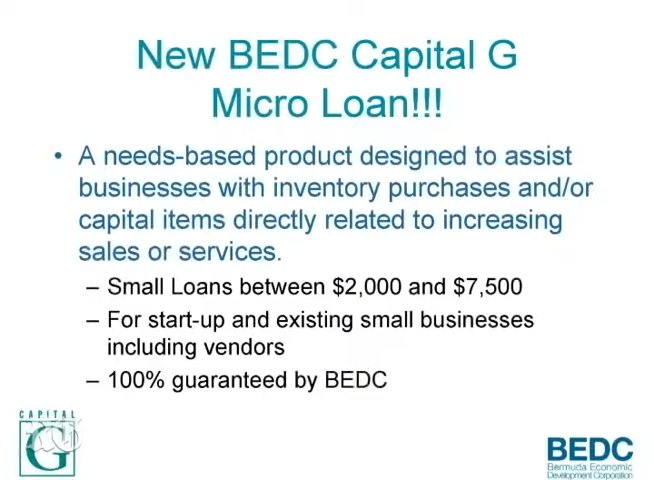 New BEDC Capital G
Micro Loan!!!
• A needs-based product designed to assist
businesses with inventory purchases and/or
capital items directly related to increasing
sales or services.
– Small Loans between $2,000 and $7,500
– For start-up and existing small businesses
including vendors
– 100% guaranteed by BEDC
CAPITAL
G
BEDC
Bermuda Economic
Development Corporation